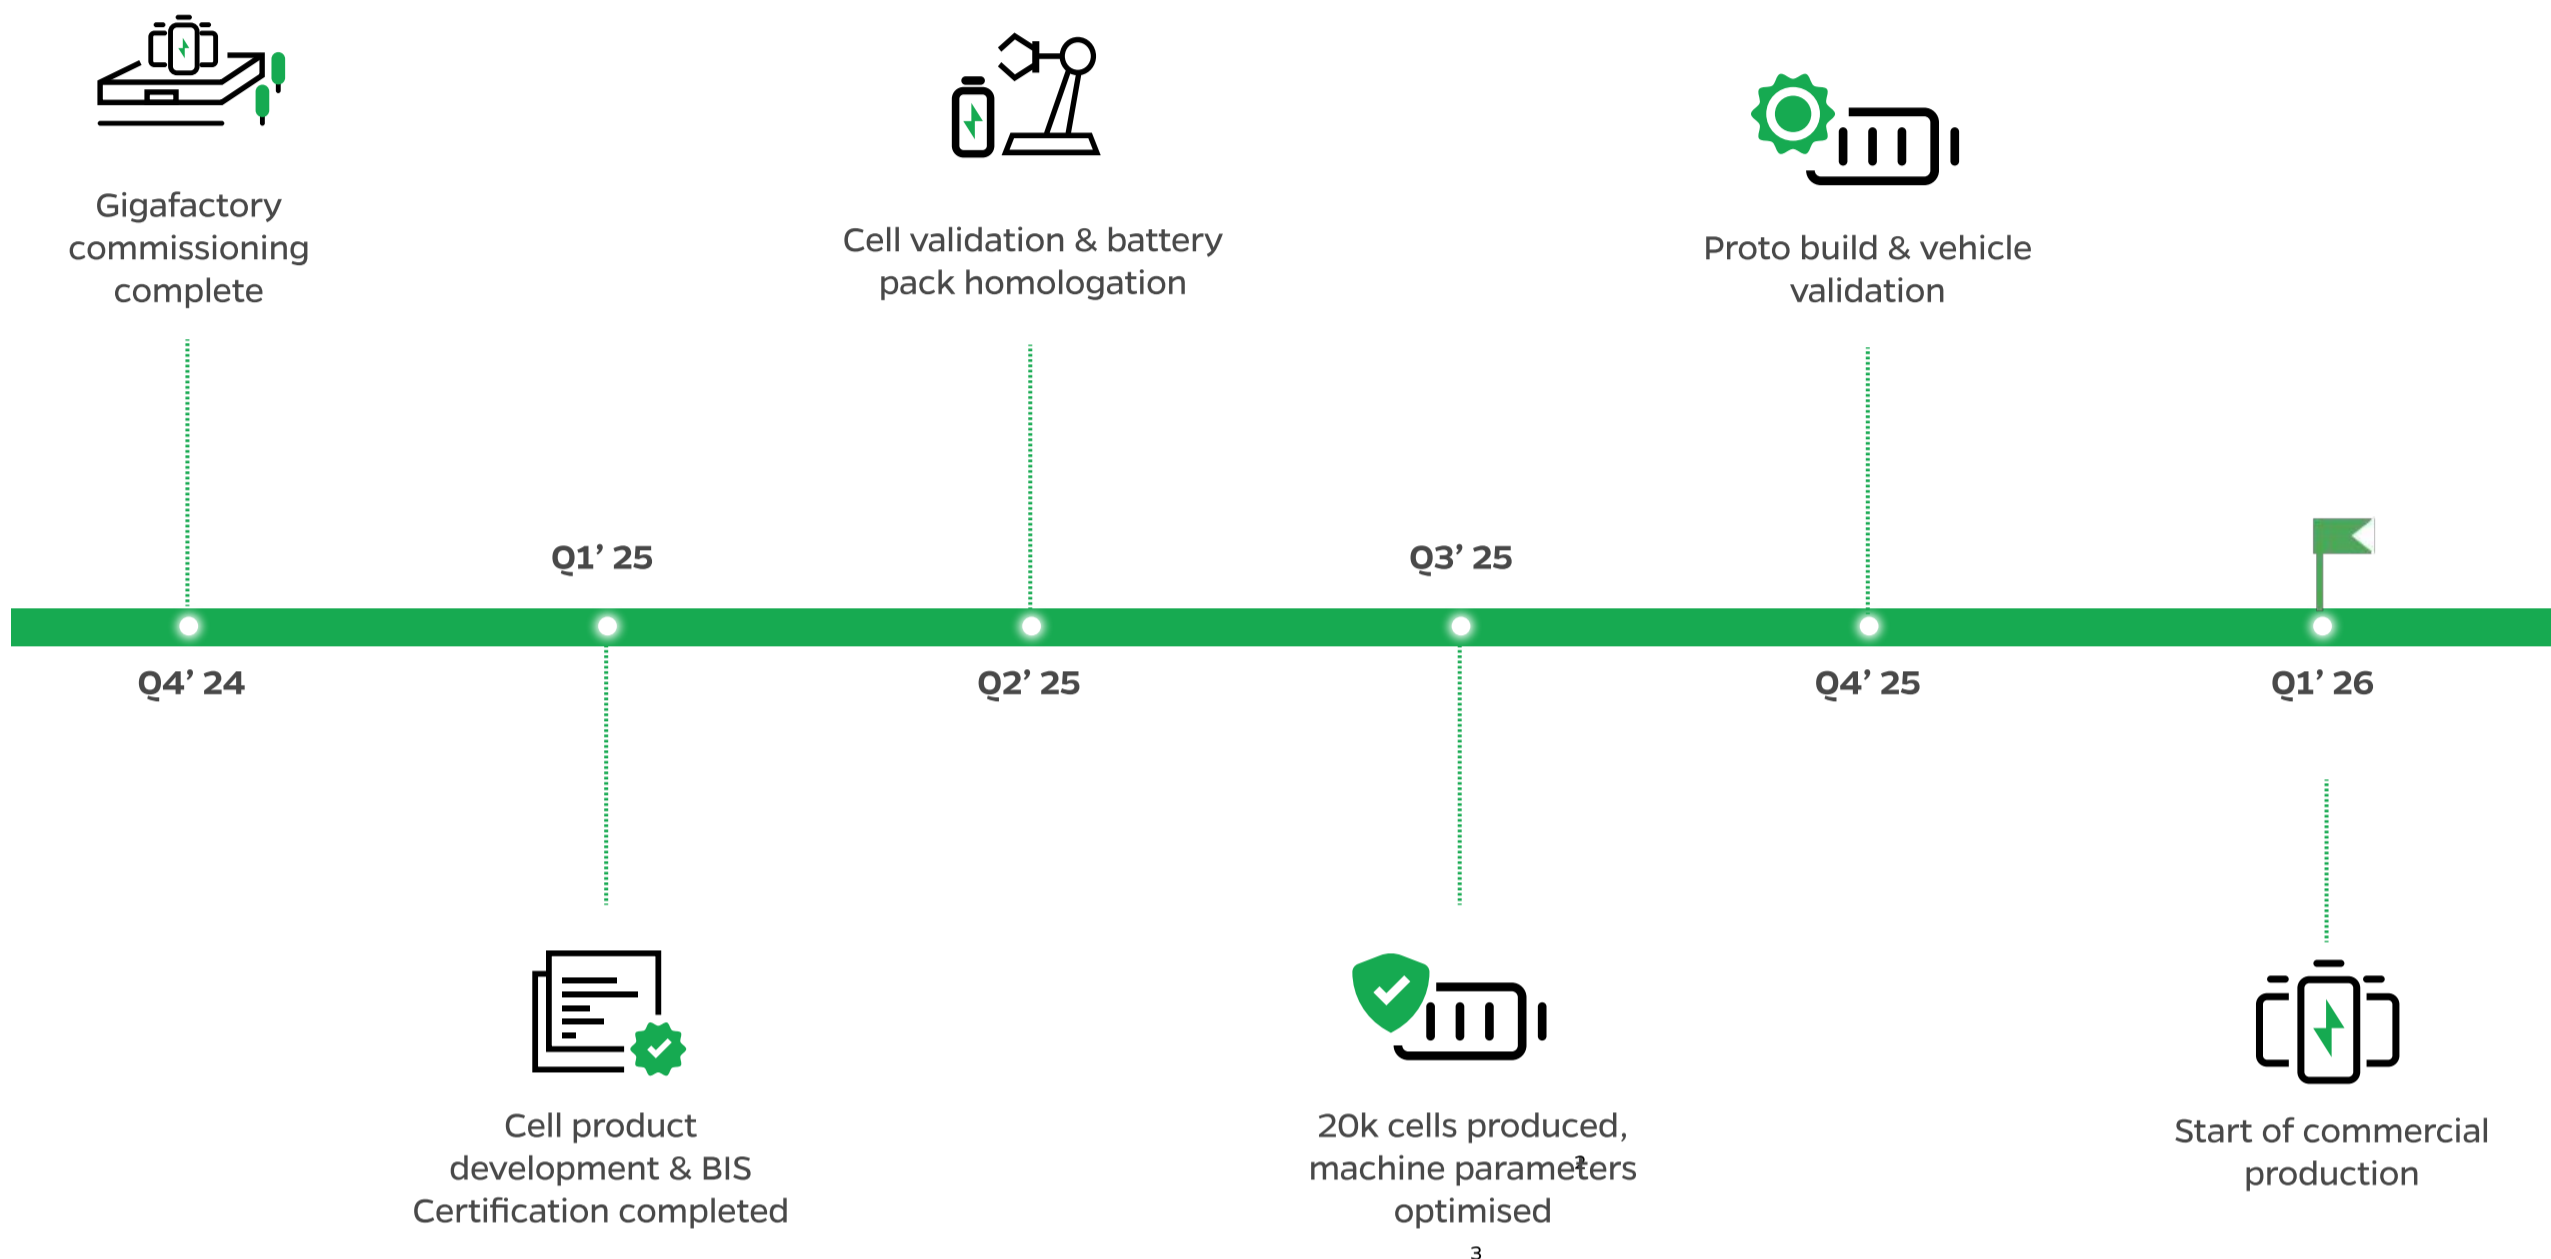 Gigafactory
commissioning
complete
Cell validation & battery
pack homologation
Proto build & vehicle
validation
Q1’ 25
Q3’ 25
Q4’ 24
Q2’ 25
Q4’ 25
Q1’ 26
Cell product
development & BIS
Certification completed
20k cells produced,
machine parameters
optimised
2
Start of commercial
production
3